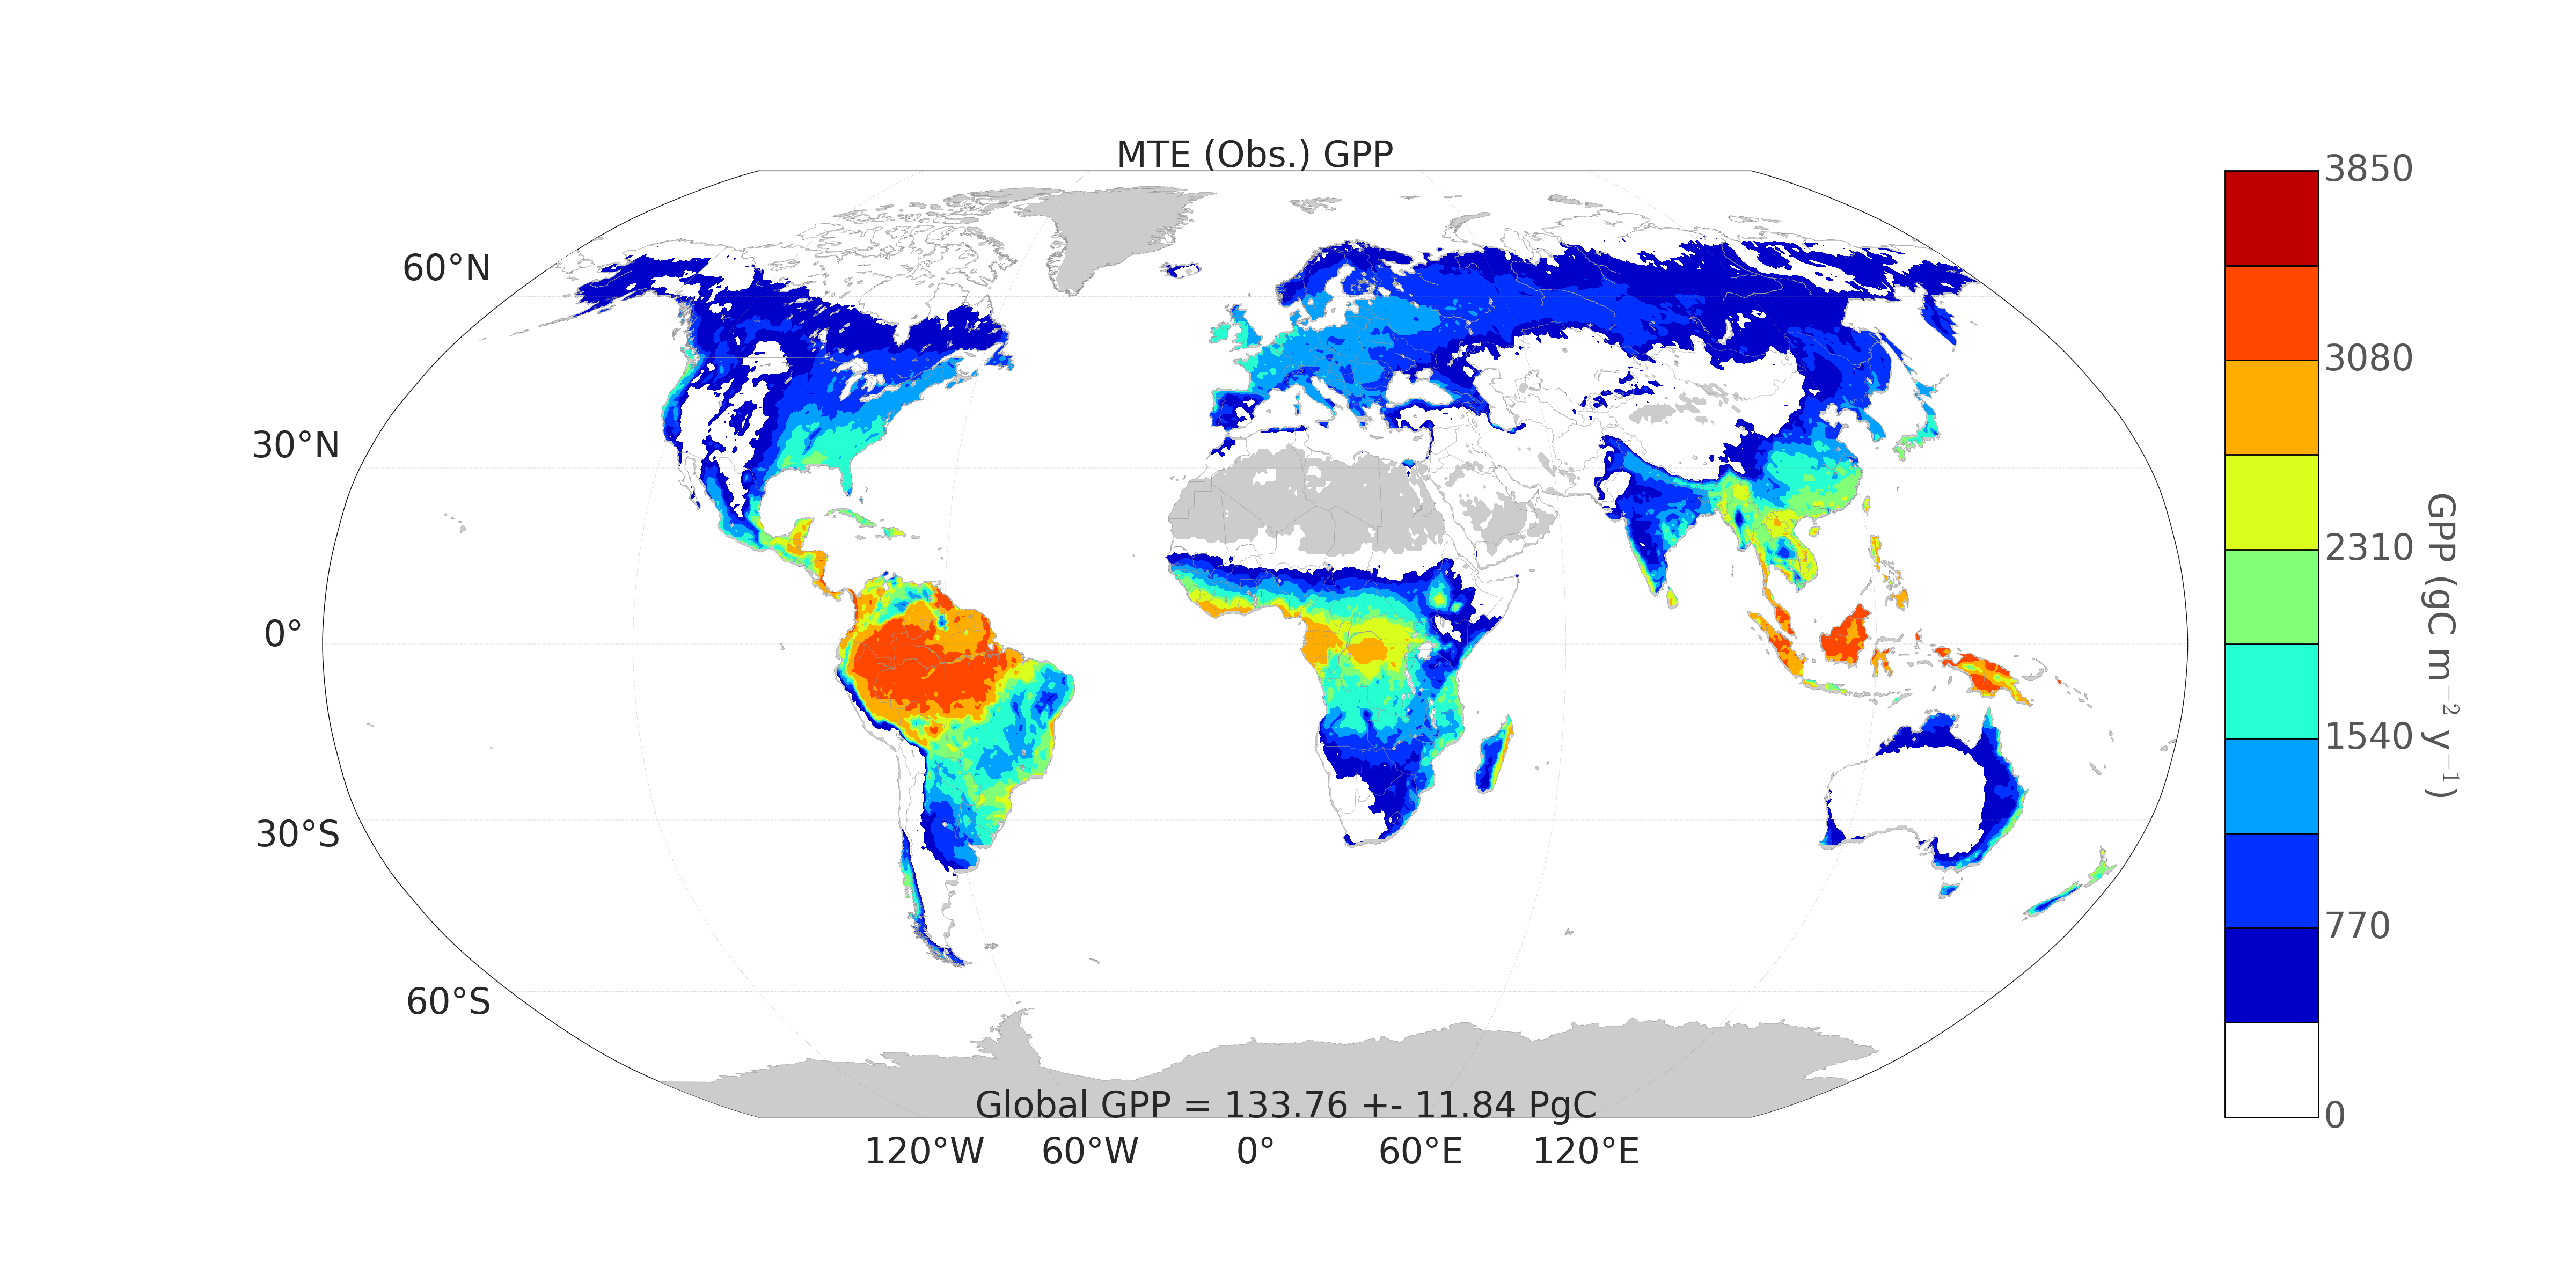 MTE (Obs.) GPP
60°N
30°N
0°
30°S
60°S
Global GPP = 133.76 +- 11.84 PgC
120°W 60°W 0° 60°E 120°E
3850
3080
2310
1540
770
0
GPP (gC m⁻² y⁻¹)